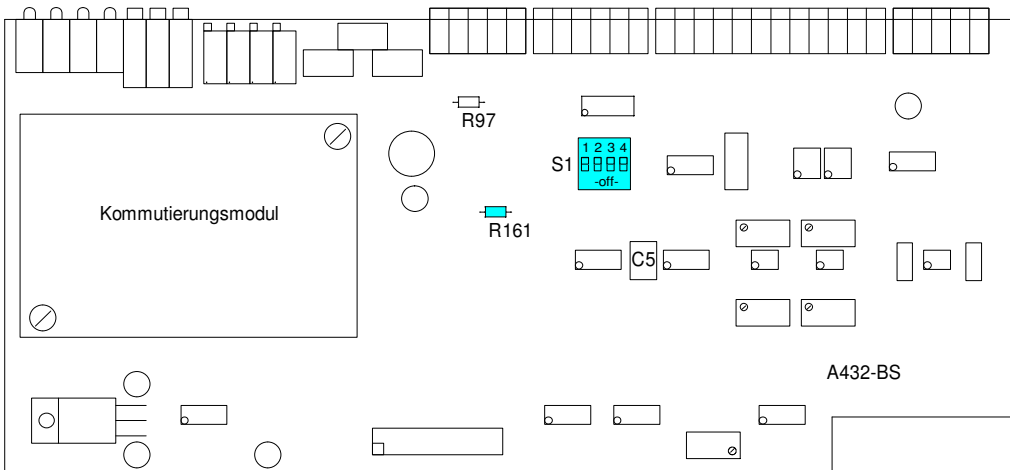 R97
1 2 3 4
S1
-off-
Kommutierungsmodul
R161
C5
A432-BS